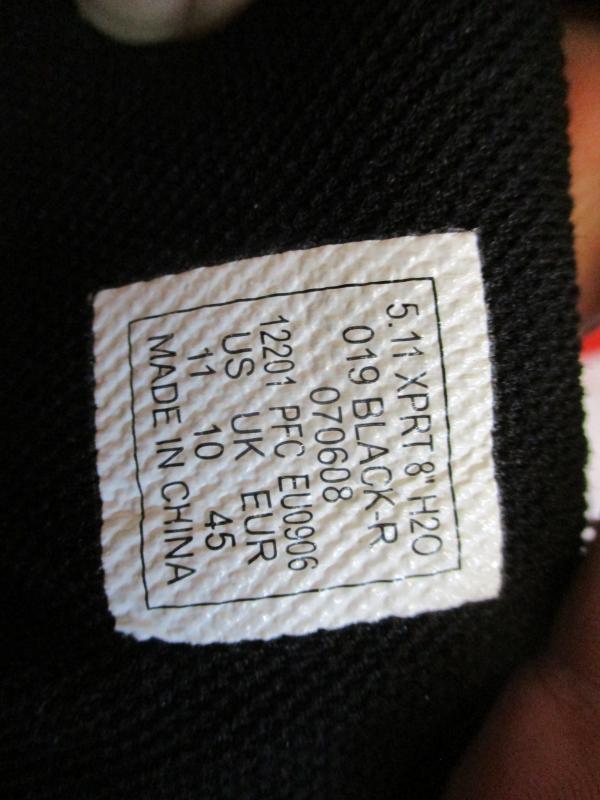 5.11 XPRT 8" H2O
019 BLACK-R
070608
12201 PFC EU0906
US UK EUR
11 10 45
MADE IN CHINA